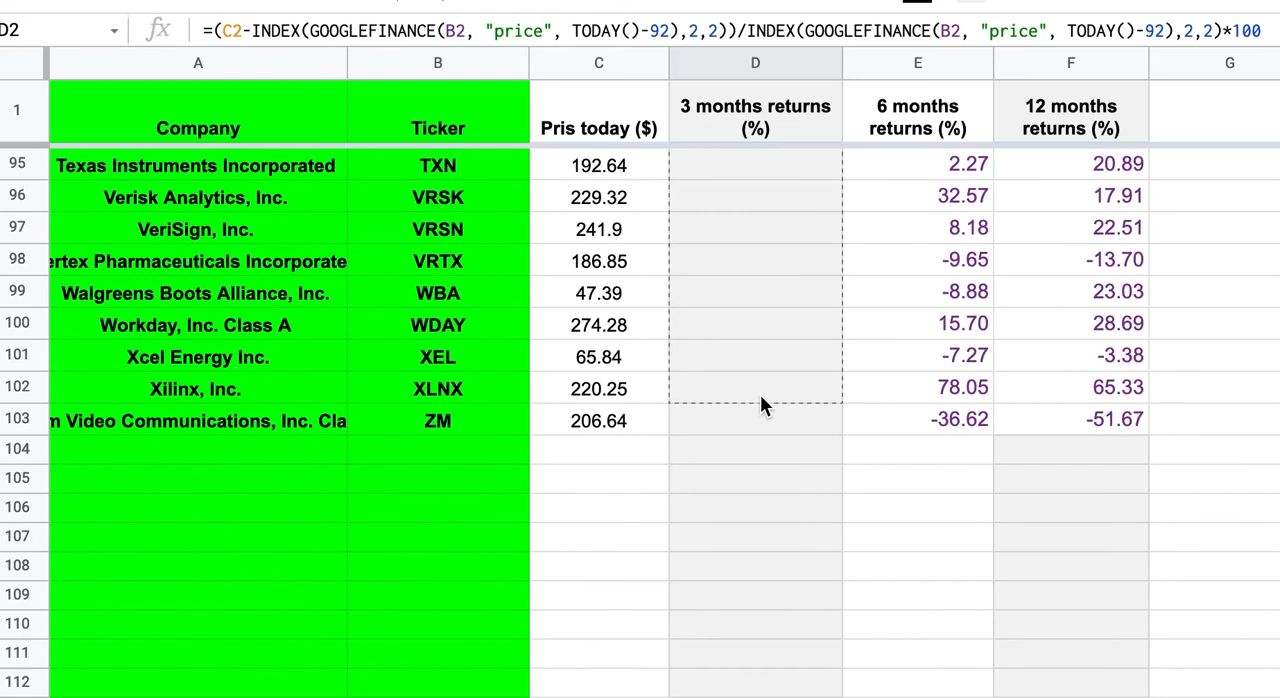 D2 fx =(C2-INDEX(GOOGLEFINANCE(B2, "price", TODAY()-92),2,2))/INDEX(GOOGLEFINANCE(B2, "price", TODAY()-92),2,2)*100
A B C D E F G
1 Company Ticker Pris today ($) 3 months returns (%) 6 months returns (%) 12 months returns (%)
95 Texas Instruments Incorporated TXN 192.64 2.27 20.89
96 Verisk Analytics, Inc. VRSK 229.32 32.57 17.91
97 VeriSign, Inc. VRSN 241.9 8.18 22.51
98 ertex Pharmaceuticals Incorporate VRTX 186.85 -9.65 -13.70
99 Walgreens Boots Alliance, Inc. WBA 47.39 -8.88 23.03
100 Workday, Inc. Class A WDAY 274.28 15.70 28.69
101 Xcel Energy Inc. XEL 65.84 -7.27 -3.38
102 Xilinx, Inc. XLNX 220.25 78.05 65.33
103 m Video Communications, Inc. Cla ZM 206.64 -36.62 -51.67
104
105
106
107
108
109
110
111
112